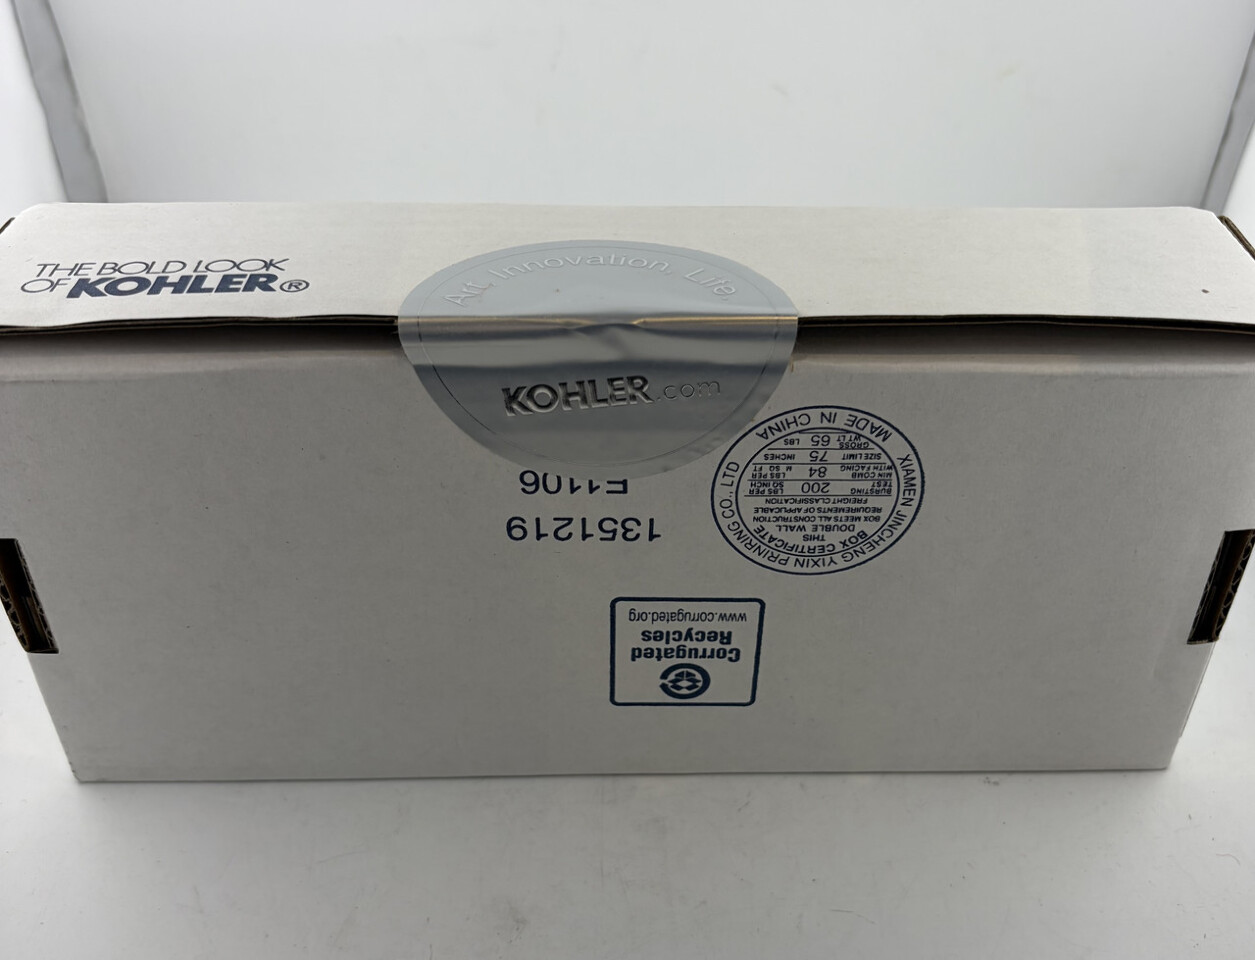 THE BOLD LOOK
OF KOHLER®
Art. Innovation. Life.
KOHLER.com
1351219
E1106
Corrugated
Recycles
www.corrugated.org
XIAMEN JINCHENG YIXIN PRINRING CO., LTD
BOX CERTIFICATE
THIS
DOUBLE WALL
BOX MEETS ALL CONSTRUCTION
REQUIREMENTS OF APPLICABLE
FREIGHT CLASSIFICATION
BURSTING TEST 200 LBS PER SQ INCH
MIN COMB WITH FACING 84 LBS PER M SQ FT
SIZE LIMIT 75 INCHES
GROSS WT LT 65 LBS
MADE IN CHINA